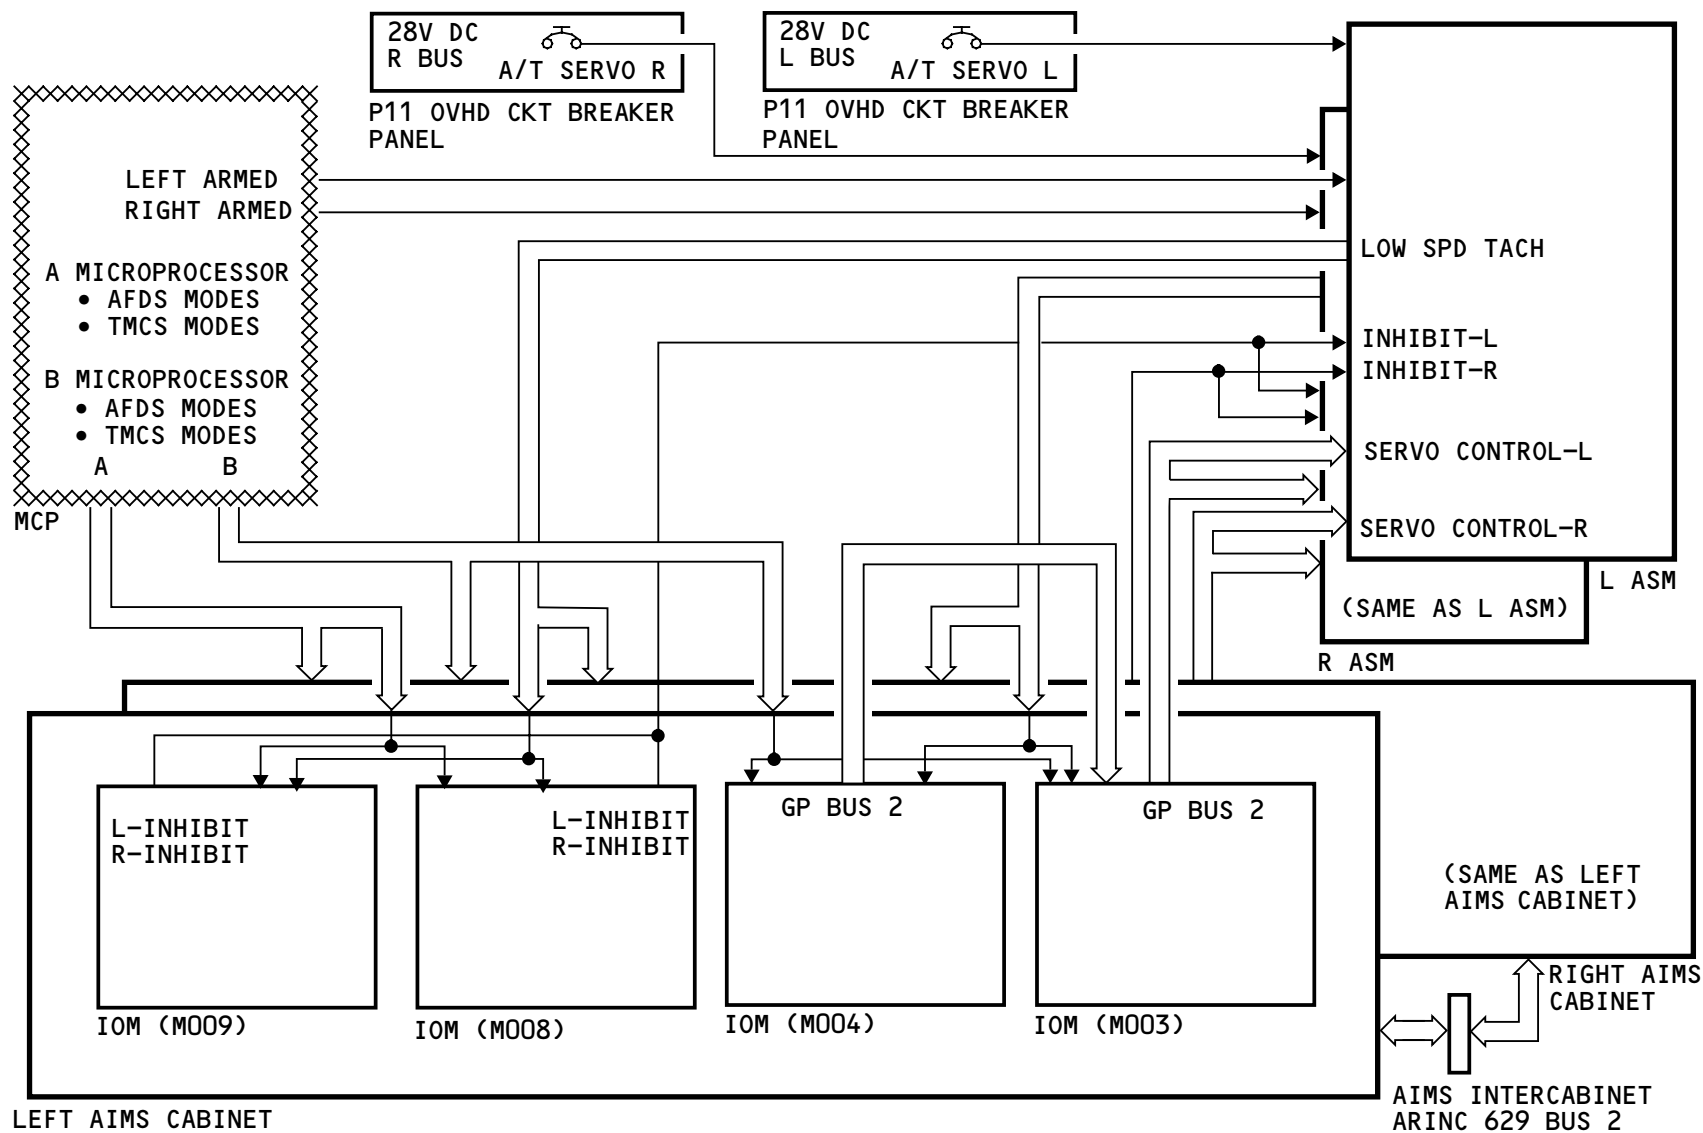 28V DC
R BUS
A/T SERVO R
P11 OVHD CKT BREAKER
PANEL
28V DC
L BUS
A/T SERVO L
P11 OVHD CKT BREAKER
PANEL
LEFT ARMED
RIGHT ARMED
A MICROPROCESSOR
• AFDS MODES
• TMCS MODES
B MICROPROCESSOR
• AFDS MODES
• TMCS MODES
A B
MCP
LOW SPD TACH
INHIBIT-L
INHIBIT-R
SERVO CONTROL-L
SERVO CONTROL-R
L ASM
(SAME AS L ASM)
R ASM
L-INHIBIT
R-INHIBIT
IOM (M009)
L-INHIBIT
R-INHIBIT
IOM (M008)
GP BUS 2
IOM (M004)
GP BUS 2
IOM (M003)
(SAME AS LEFT
AIMS CABINET)
RIGHT AIMS
CABINET
AIMS INTERCABINET
ARINC 629 BUS 2
LEFT AIMS CABINET